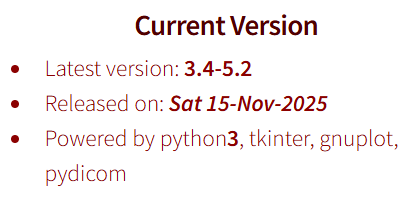 Current Version
Latest version: 3.4-5.2
Released on: Sat 15-Nov-2025
Powered by python3, tkinter, gnuplot,
pydicom